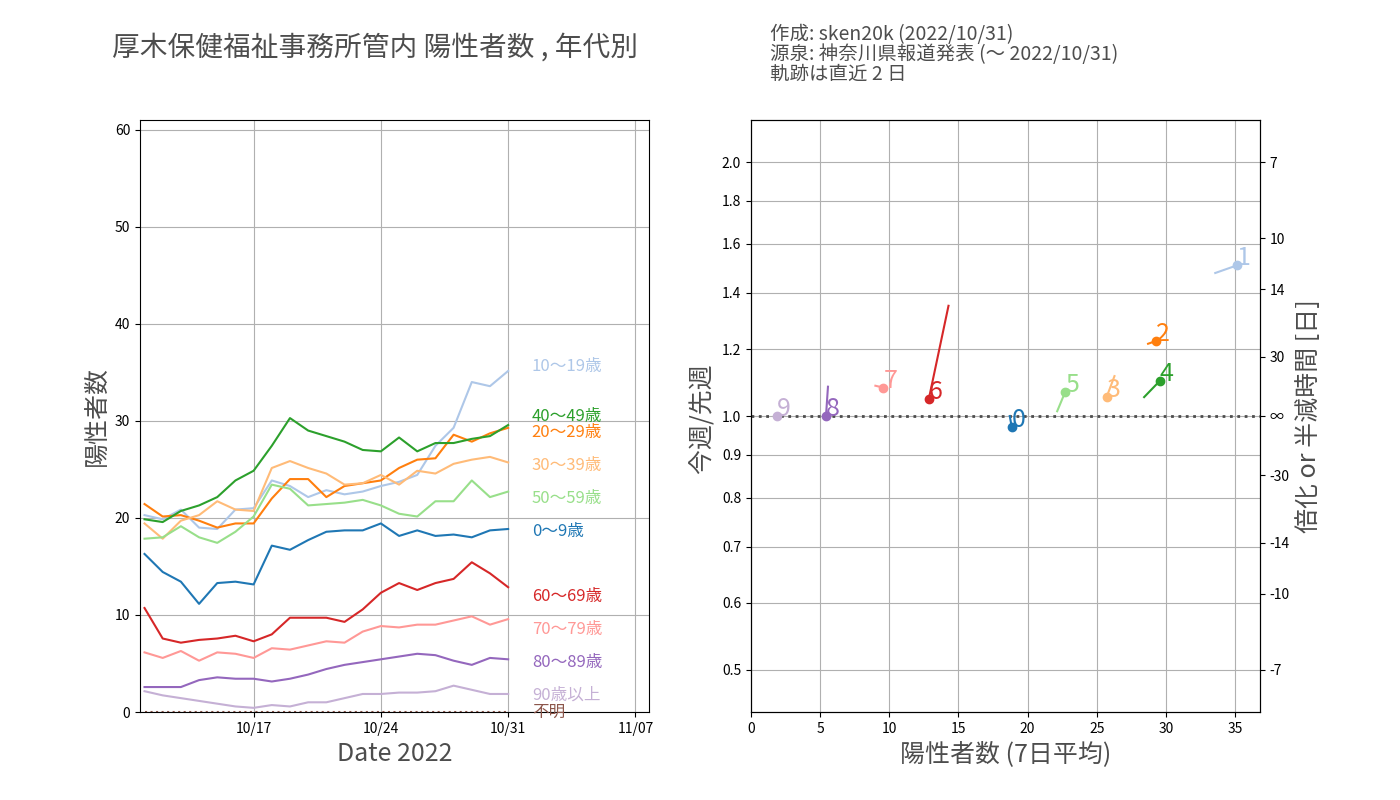 厚木保健福祉事務所管内 陽性者数 , 年代別
作成: sken20k (2022/10/31)
源泉: 神奈川県報道発表 (～ 2022/10/31)
軌跡は直近 2 日
陽性者数
60
50
40
30
20
10
0
10～19歳
40～49歳
20～29歳
30～39歳
50～59歳
0～9歳
60～69歳
70～79歳
80～89歳
90歳以上
不明
10/17
10/24
10/31
11/07
Date 2022
今週/先週
2.0
1.8
1.6
1.4
1.2
1.0
0.9
0.8
0.7
0.6
0.5
1
2
4
7
5
3
6
9
8
0
7
10
14
30
∞
-30
-14
-10
-7
倍化 or 半減時間 [日]
0
5
10
15
20
25
30
35
陽性者数 (7日平均)